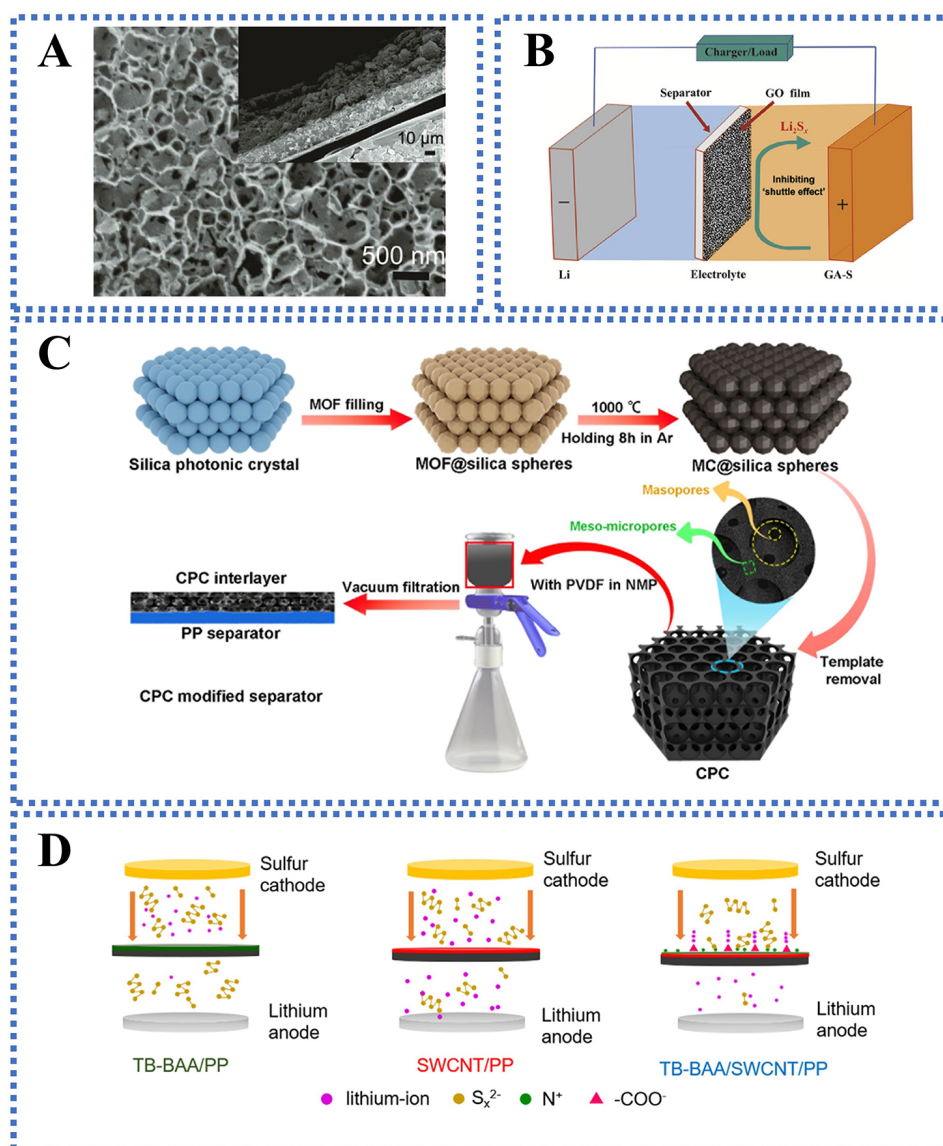 A
10 μm
500 nm
B
Charger/Load
Separator
GO film
Li₂Sₓ
Inhibiting
'shuttle effect'
−
+
Li
Electrolyte
GA-S
C
MOF filling
1000 ℃
Holding 8h in Ar
Silica photonic crystal
MOF@silica spheres
MC@silica spheres
Masopores
Meso-micropores
CPC interlayer
Vacuum filtration
With PVDF in NMP
PP separator
Template
removal
CPC modified separator
CPC
D
Sulfur
cathode
Lithium
anode
TB-BAA/PP
Sulfur
cathode
Lithium
anode
SWCNT/PP
Sulfur
cathode
Lithium
anode
TB-BAA/SWCNT/PP
lithium-ion
Sₓ²⁻
N⁺
-COO⁻